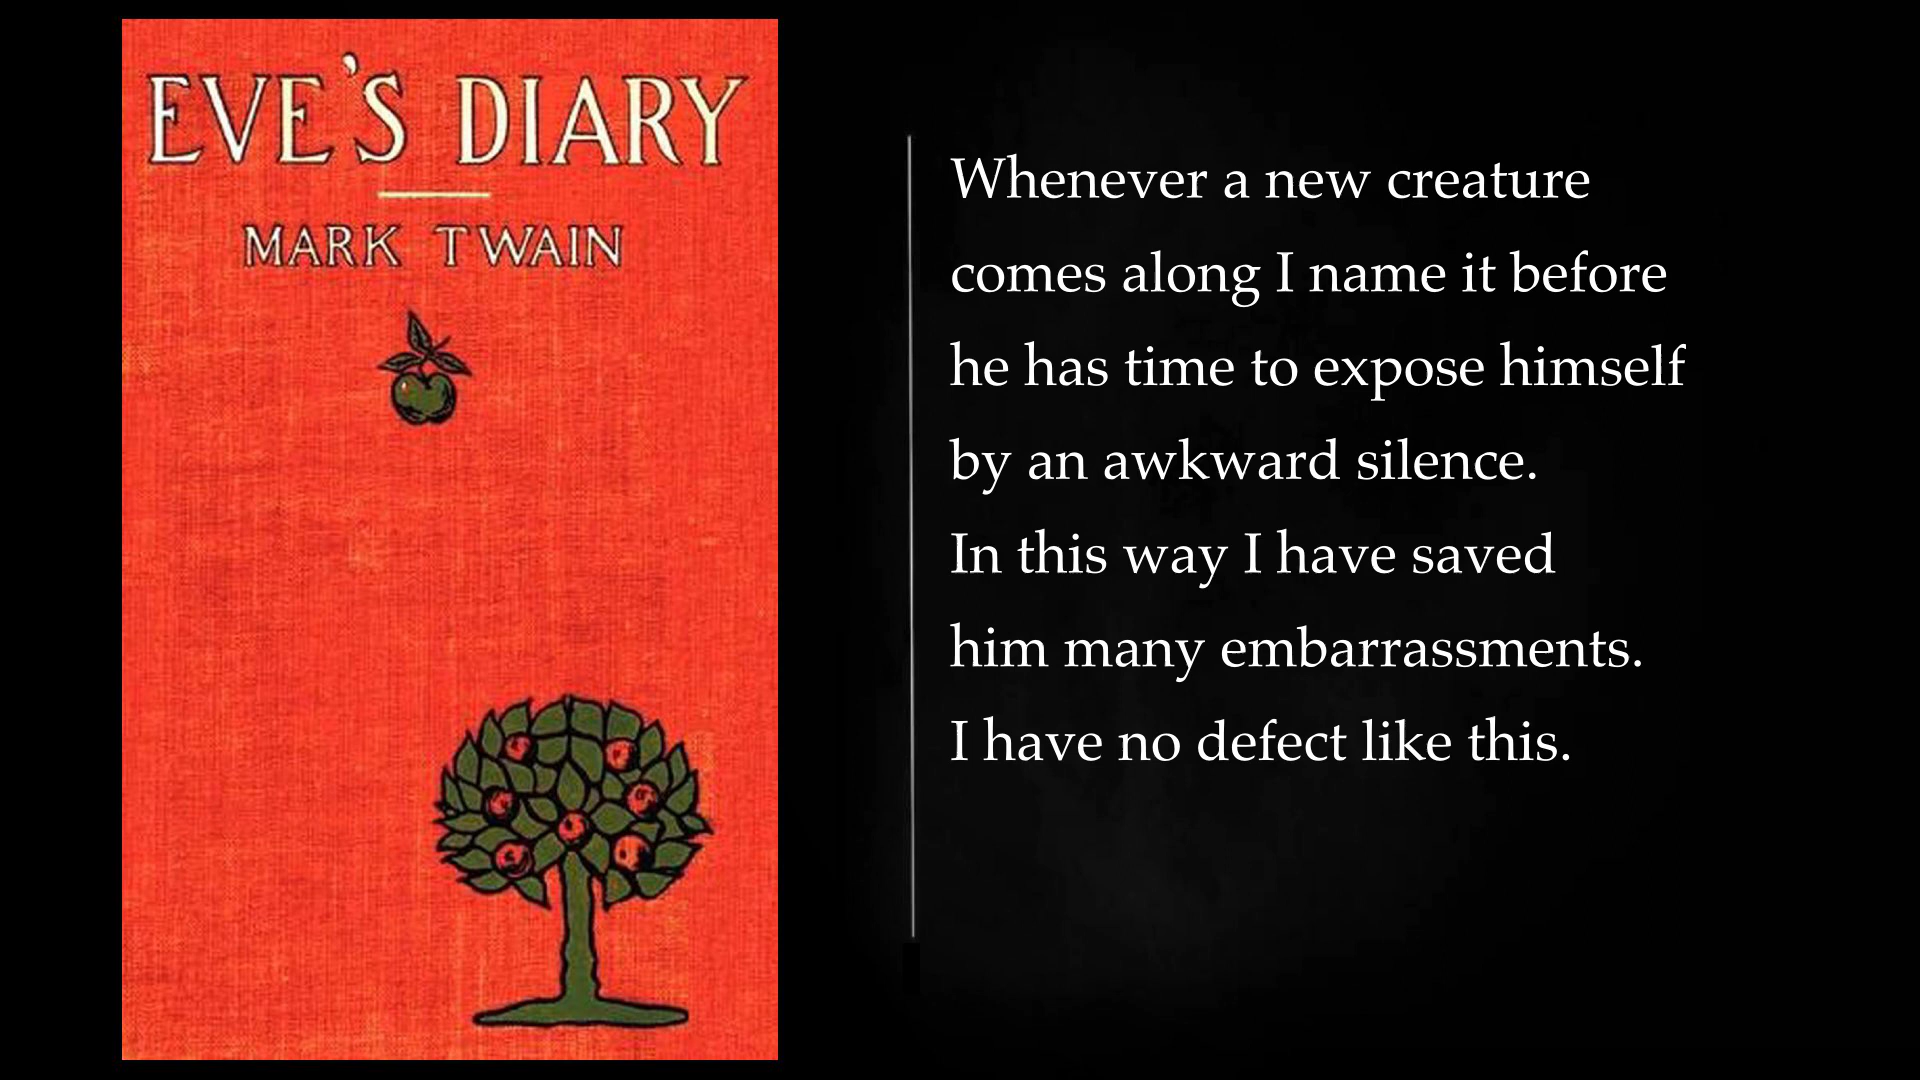 EVE'S DIARY
MARK TWAIN
Whenever a new creature
comes along I name it before
he has time to expose himself
by an awkward silence.
In this way I have saved
him many embarrassments.
I have no defect like this.